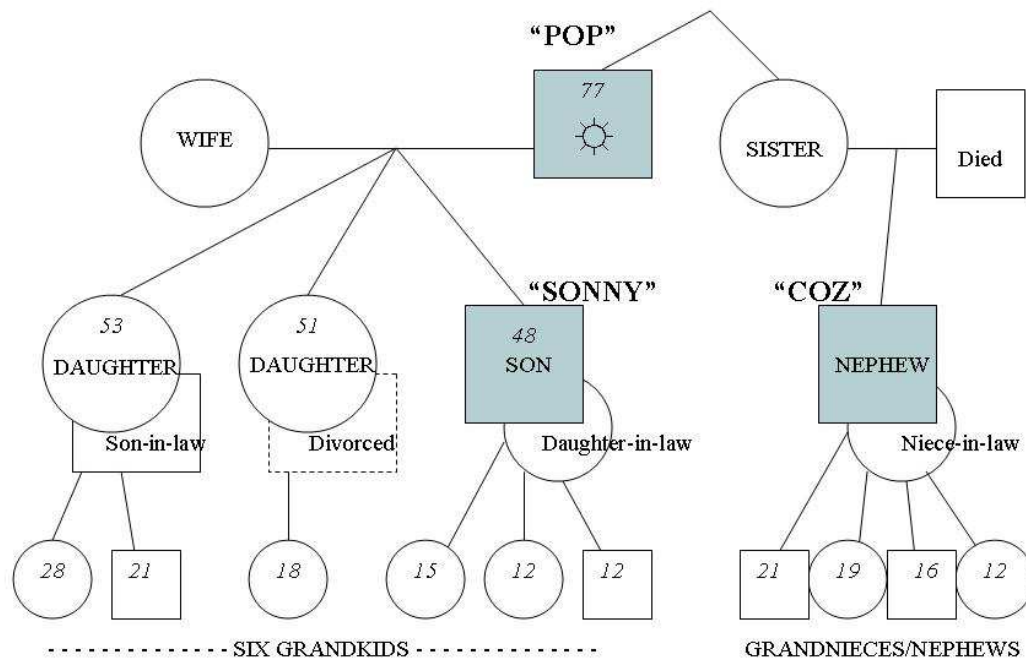 “POP”
77
WIFE
SISTER
Died
“SONNY”
“COZ”
53
DAUGHTER
Son-in-law
51
DAUGHTER
Divorced
48
SON
Daughter-in-law
NEPHEW
Niece-in-law
28
21
18
15
12
12
21
19
16
12
SIX GRANDKIDS
GRANDNIECES/NEPHEWS